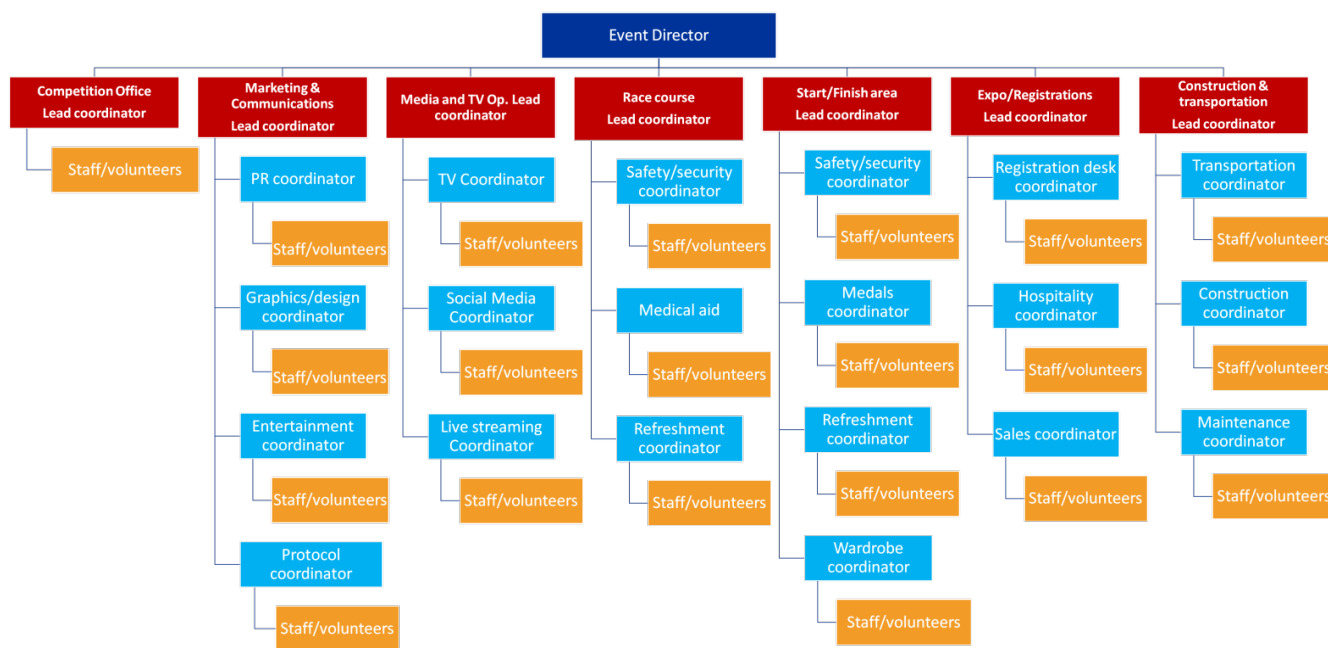 Event Director
Competition Office
Lead coordinator
Staff/volunteers
Marketing &
Communications
Lead coordinator
PR coordinator
Staff/volunteers
Graphics/design
coordinator
Staff/volunteers
Entertainment
coordinator
Staff/volunteers
Protocol
coordinator
Staff/volunteers
Media and TV Op. Lead
coordinator
TV Coordinator
Staff/volunteers
Social Media
Coordinator
Staff/volunteers
Live streaming
Coordinator
Staff/volunteers
Race course
Lead coordinator
Safety/security
coordinator
Staff/volunteers
Medical aid
Staff/volunteers
Refreshment
coordinator
Staff/volunteers
Start/Finish area
Lead coordinator
Safety/security
coordinator
Staff/volunteers
Medals
coordinator
Staff/volunteers
Refreshment
coordinator
Staff/volunteers
Wardrobe
coordinator
Staff/volunteers
Expo/Registrations
Lead coordinator
Registration desk
coordinator
Staff/volunteers
Hospitality
coordinator
Staff/volunteers
Sales coordinator
Staff/volunteers
Construction &
transportation
Lead coordinator
Transportation
coordinator
Staff/volunteers
Construction
coordinator
Staff/volunteers
Maintenance
coordinator
Staff/volunteers